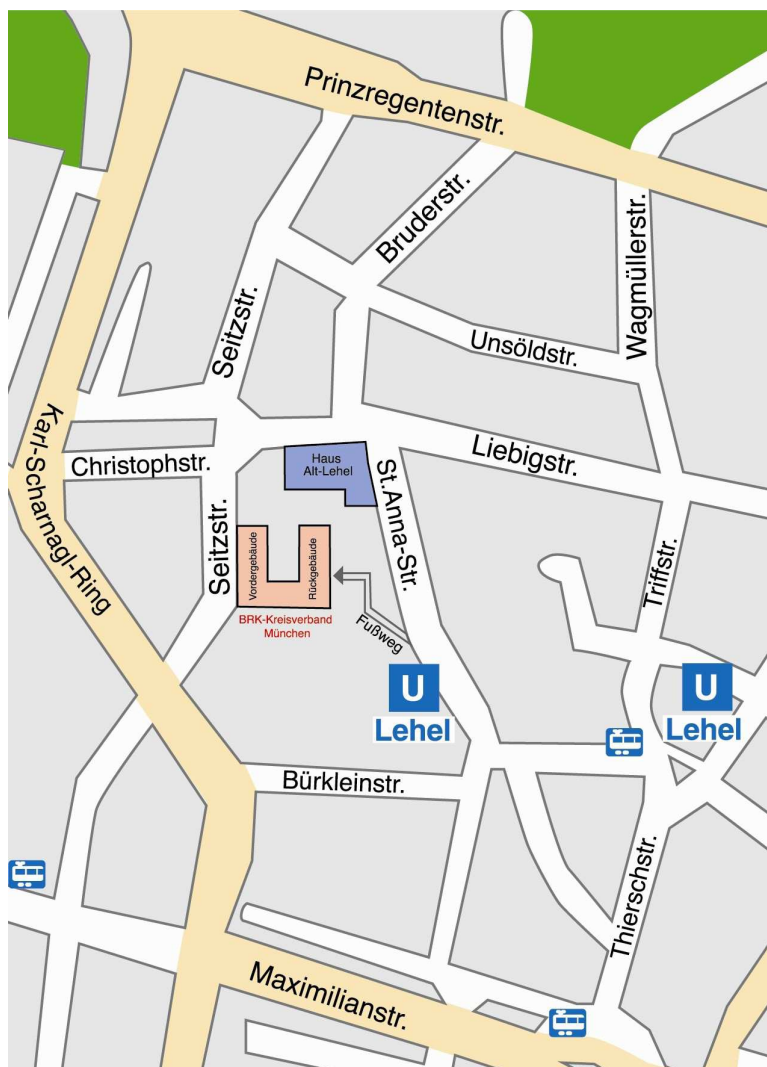 Prinzregentenstr.
Bruderstr.
Wagmüllerstr.
Seitzstr.
Unsöldstr.
Karl-Scharnagl-Ring
Christophstr.
Haus
Alt-Lehel
Liebigstr.
St.Anna-Str.
Seitzstr.
Vordergebäude
Rückgebäude
Triffstr.
BRK-Kreisverband
München
Fußweg
U
Lehel
U
Lehel
Bürkleinstr.
Thierschstr.
Maximilianstr.